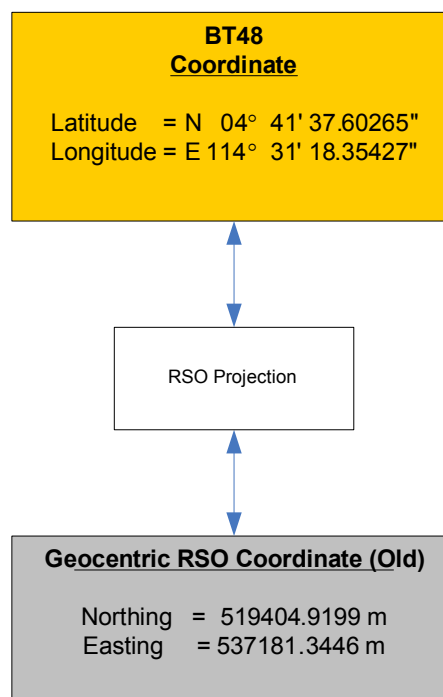 BT48
Coordinate
Latitude = N 04° 41' 37.60265"
Longitude = E 114° 31' 18.35427"
RSO Projection
Geocentric RSO Coordinate (Old)
Northing = 519404.9199 m
Easting = 537181.3446 m